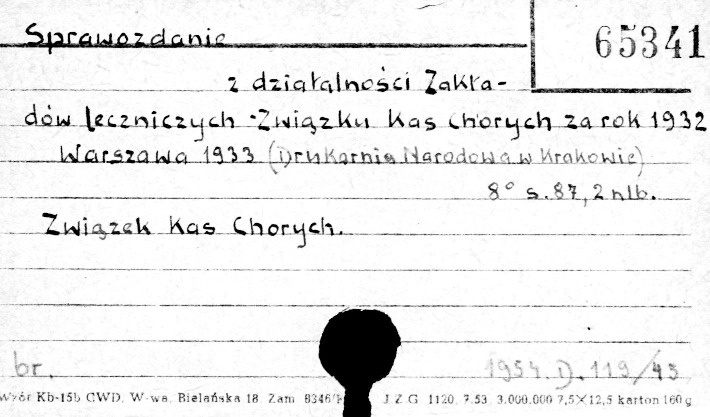 Sprawozdanie
65341
z działalności Zakła-
dów leczniczych Związku Kas Chorych za rok 1932
Warszawa 1933 (Drukarnia Narodowa w Krakowie)
8° s. 87, 2 nlb.
Związek Kas Chorych.
br. 1954. D. 119/43
Wzór Kb-15b CWD, W-wa, Bielańska 18. Zam. 8346/ J.Z.G. 1120. 7.53. 3.000.000 7,5×12,5 karton 160 g